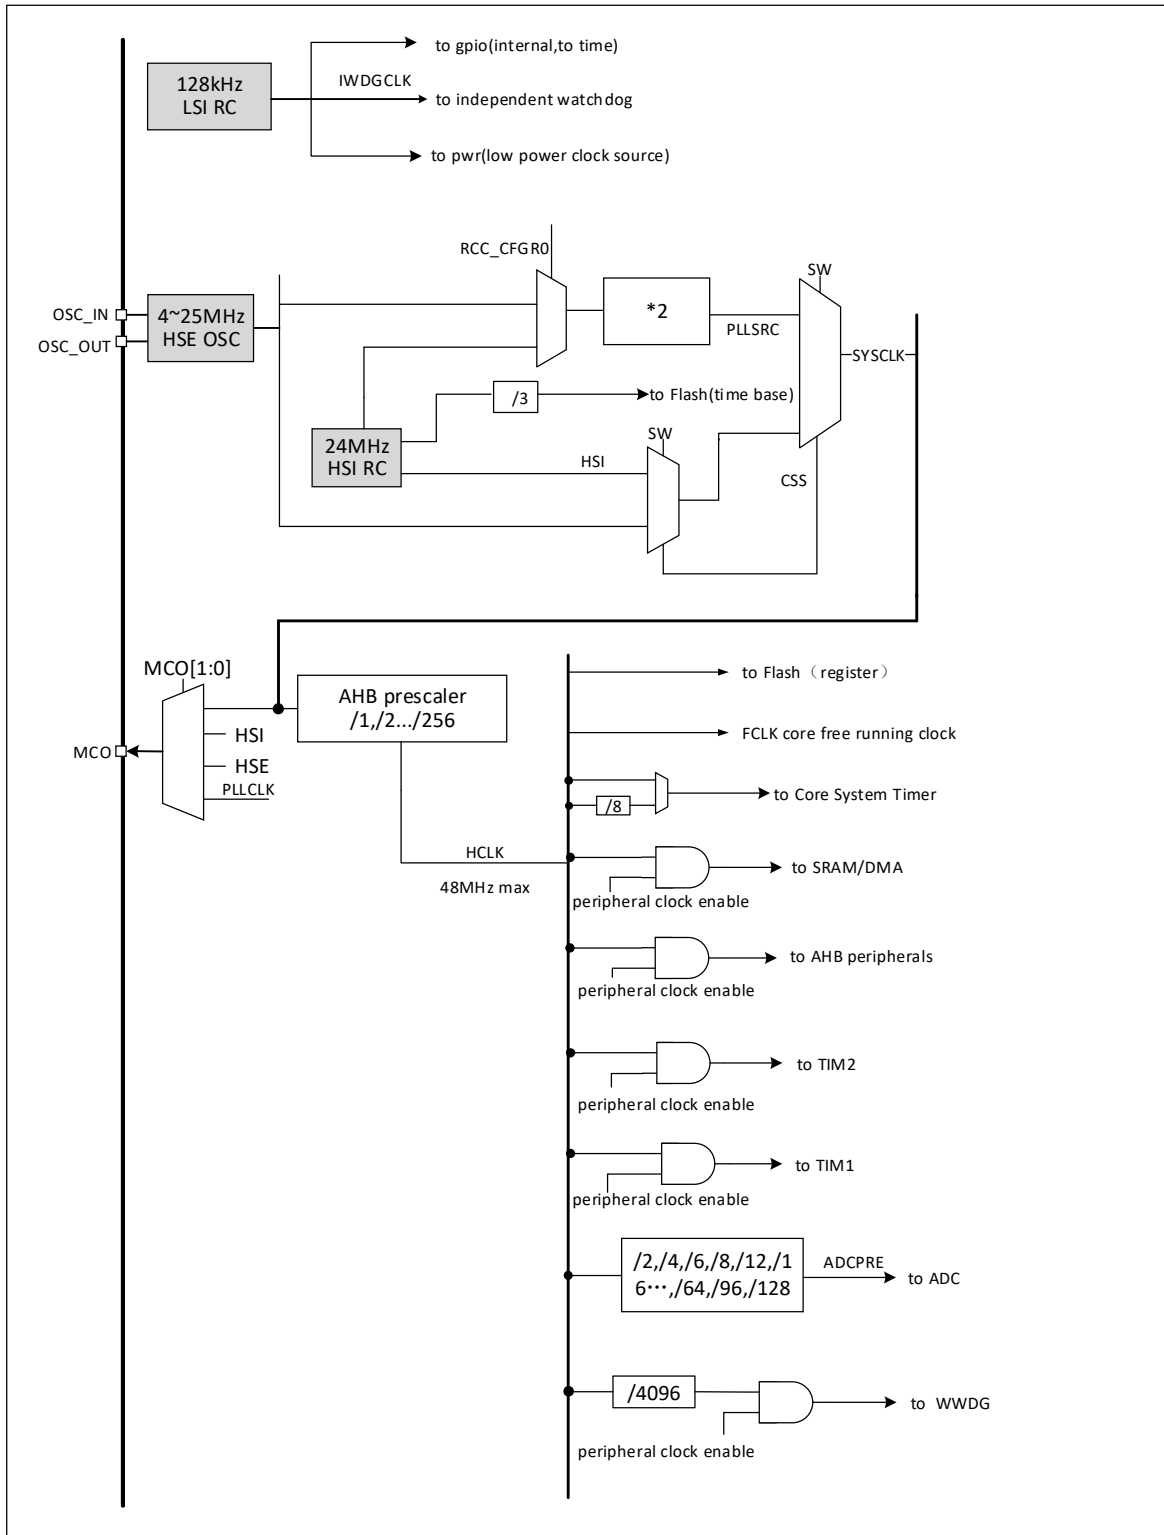 to gpio(internal,to time)
128kHz
LSI RC
IWDGCLK
to independent watchdog
to pwr(low power clock source)
RCC_CFGR0
SW
OSC_IN
OSC_OUT
4~25MHz
HSE OSC
*2
PLLSRC
SYSCLK
/3
to Flash(time base)
24MHz
HSI RC
HSI
SW
CSS
MCO[1:0]
HSI
HSE
PLLCLK
MCO
AHB prescaler
/1,/2.../256
HCLK
48MHz max
to Flash（register）
FCLK core free running clock
/8
to Core System Timer
to SRAM/DMA
peripheral clock enable
to AHB peripherals
peripheral clock enable
to TIM2
peripheral clock enable
to TIM1
peripheral clock enable
/2,/4,/6,/8,/12,/1
6···,/64,/96,/128
ADCPRE
to ADC
/4096
to WWDG
peripheral clock enable